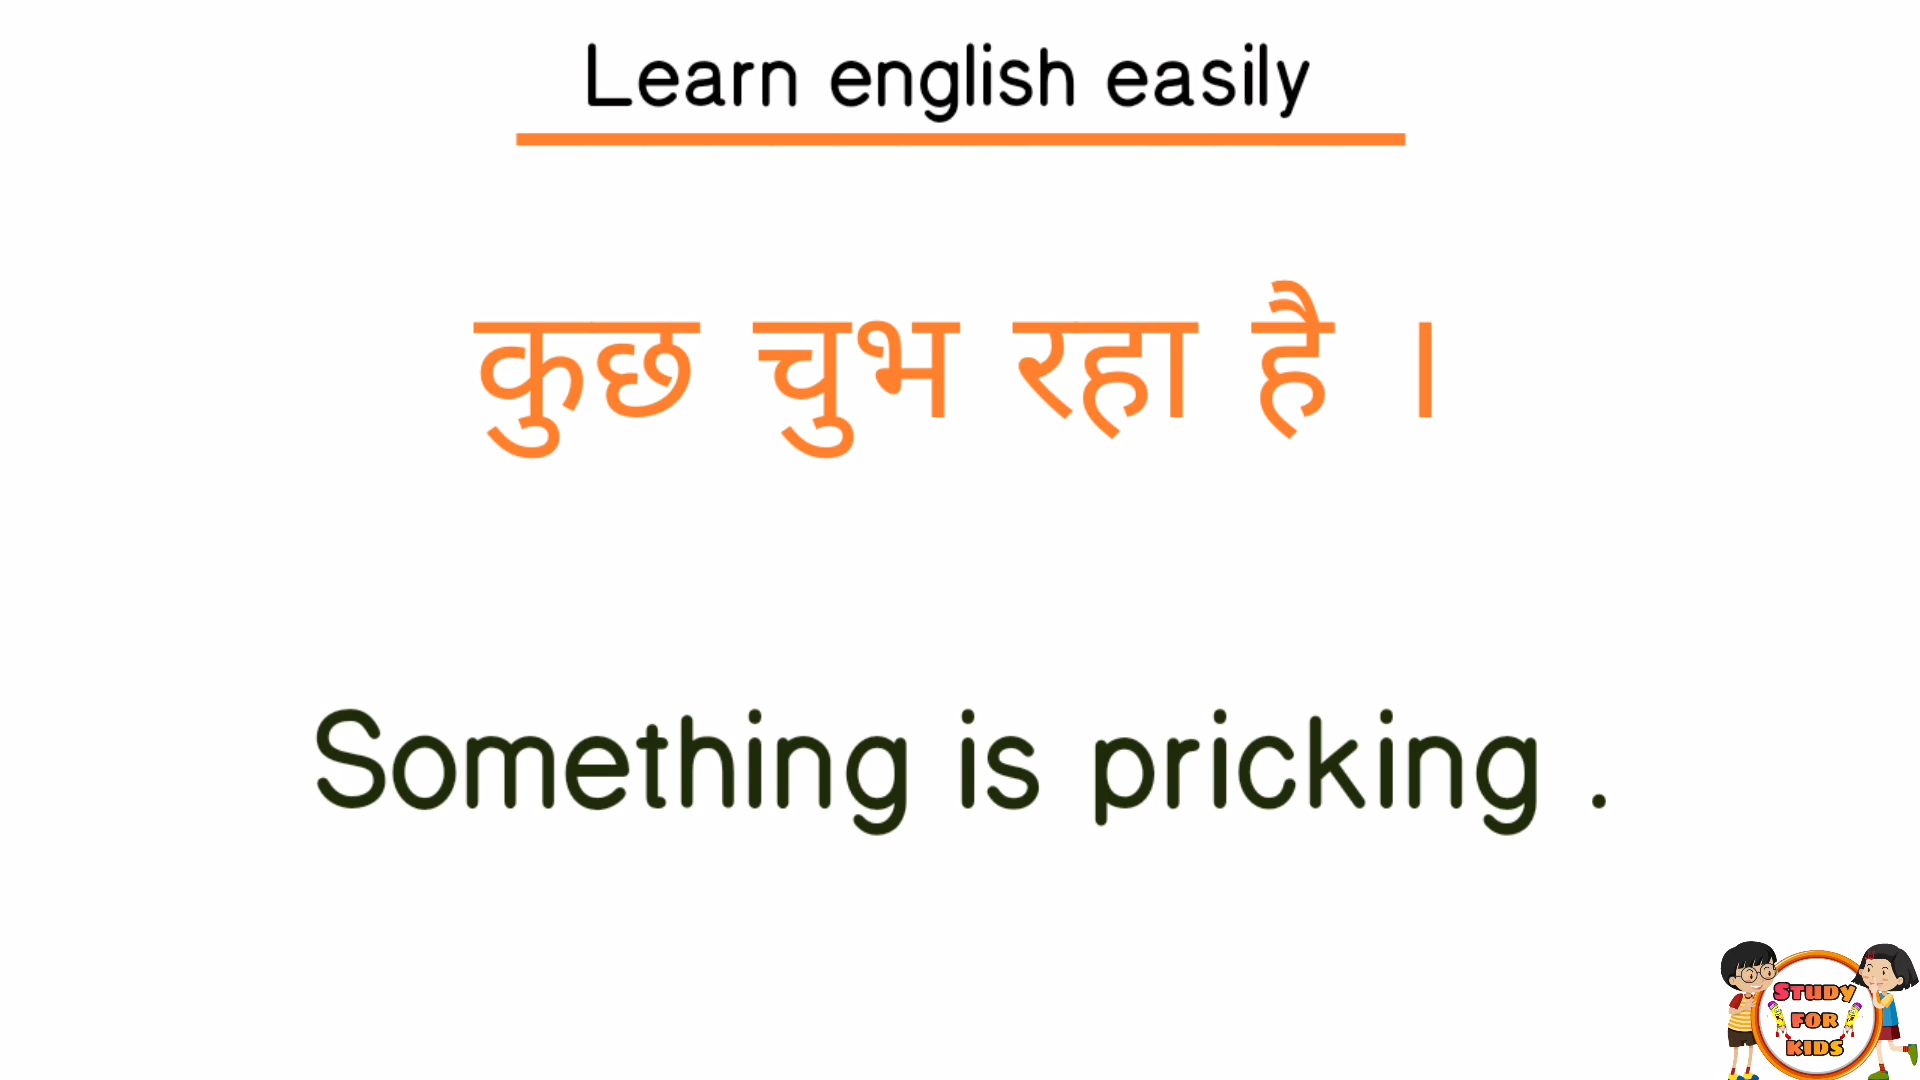 Learn english easily
कुछ चुभ रहा है ।
Something is pricking .
STUDY
FOR
KIDS